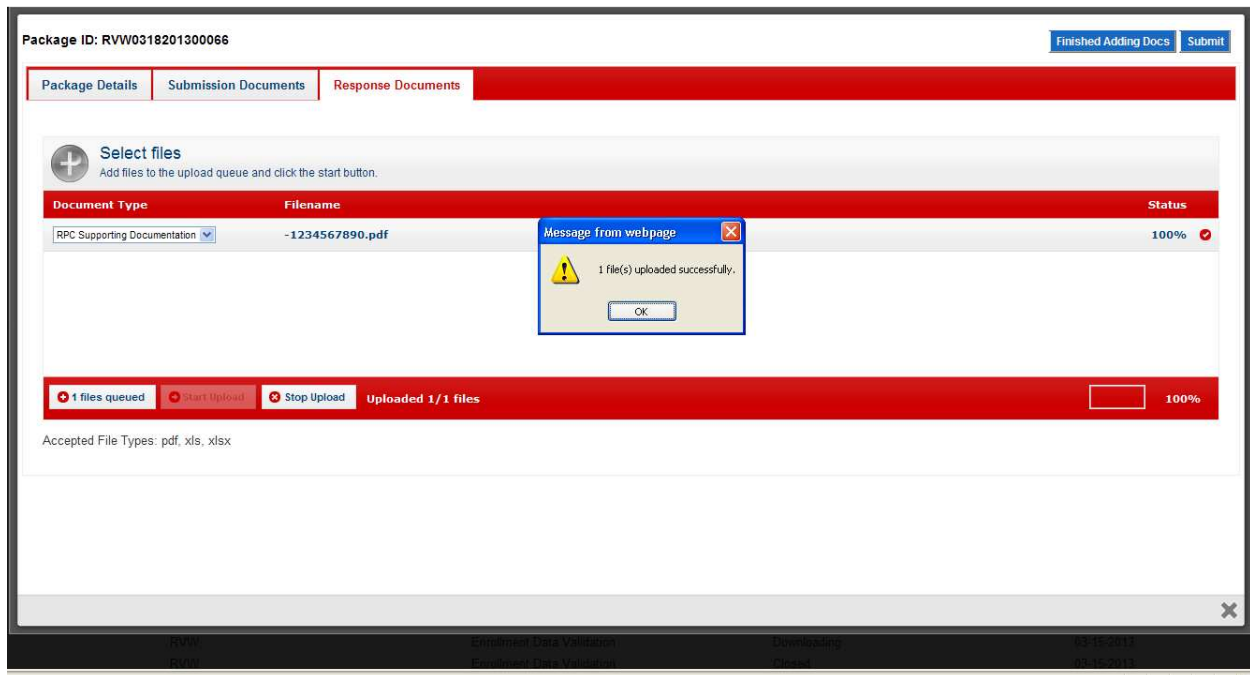 Package ID: RVW0318201300066
Finished Adding Docs Submit
Package Details Submission Documents Response Documents
Select files
Add files to the upload queue and click the start button.
Document Type Filename Status
RPC Supporting Documentation -1234567890.pdf 100%
Message from webpage
1 file(s) uploaded successfully.
OK
1 files queued Start Upload Stop Upload Uploaded 1/1 files 100%
Accepted File Types: pdf, xls, xlsx
RVW Enrollment Data Validation Downloading 03-15-2013
RVW Enrollment Data Validation Closed 03-15-2013